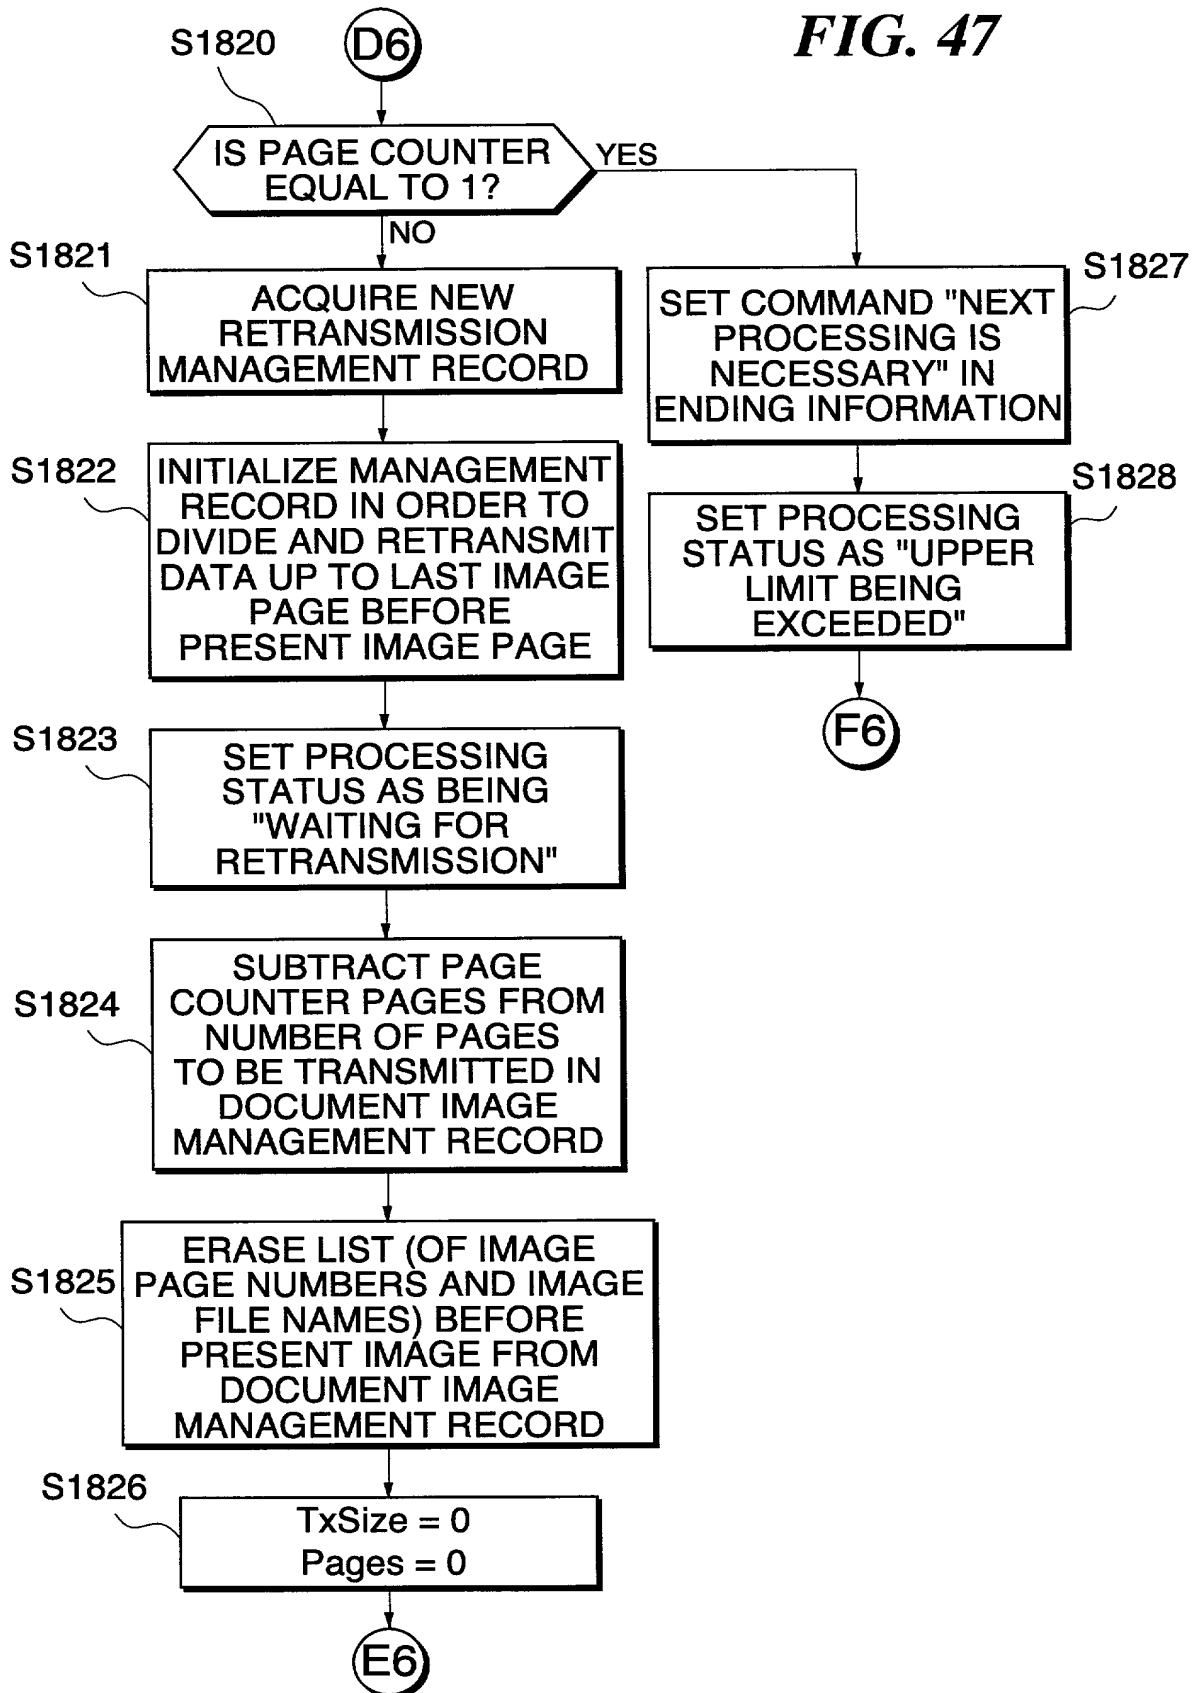 FIG. 47
S1820
D6
IS PAGE COUNTER
EQUAL TO 1?
YES
NO
S1821
ACQUIRE NEW
RETRANSMISSION
MANAGEMENT RECORD
S1822
INITIALIZE MANAGEMENT
RECORD IN ORDER TO
DIVIDE AND RETRANSMIT
DATA UP TO LAST IMAGE
PAGE BEFORE
PRESENT IMAGE PAGE
S1823
SET PROCESSING
STATUS AS BEING
"WAITING FOR
RETRANSMISSION"
S1824
SUBTRACT PAGE
COUNTER PAGES FROM
NUMBER OF PAGES
TO BE TRANSMITTED IN
DOCUMENT IMAGE
MANAGEMENT RECORD
S1825
ERASE LIST (OF IMAGE
PAGE NUMBERS AND IMAGE
FILE NAMES) BEFORE
PRESENT IMAGE FROM
DOCUMENT IMAGE
MANAGEMENT RECORD
S1826
TxSize = 0
Pages = 0
E6
S1827
SET COMMAND "NEXT
PROCESSING IS
NECESSARY" IN
ENDING INFORMATION
S1828
SET PROCESSING
STATUS AS "UPPER
LIMIT BEING
EXCEEDED"
F6